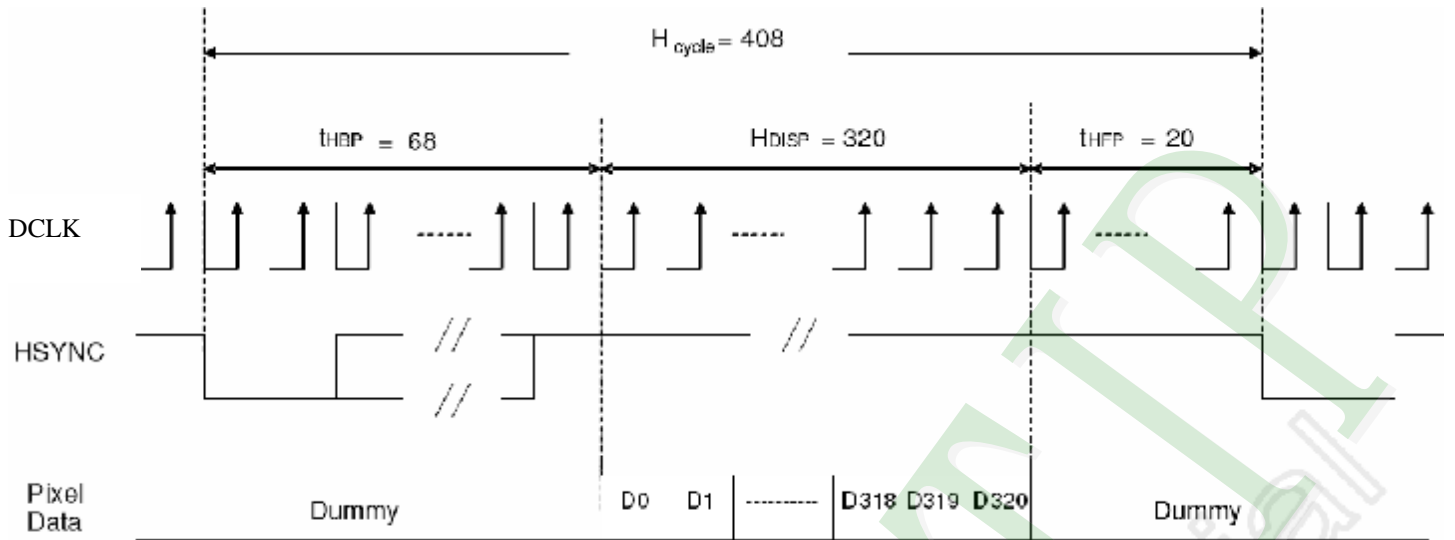 H cycle = 408
tHBP = 68 HDISP = 320 tHFP = 20
DCLK
HSYNC
Pixel Data Dummy D0 D1 D318 D319 D320 Dummy